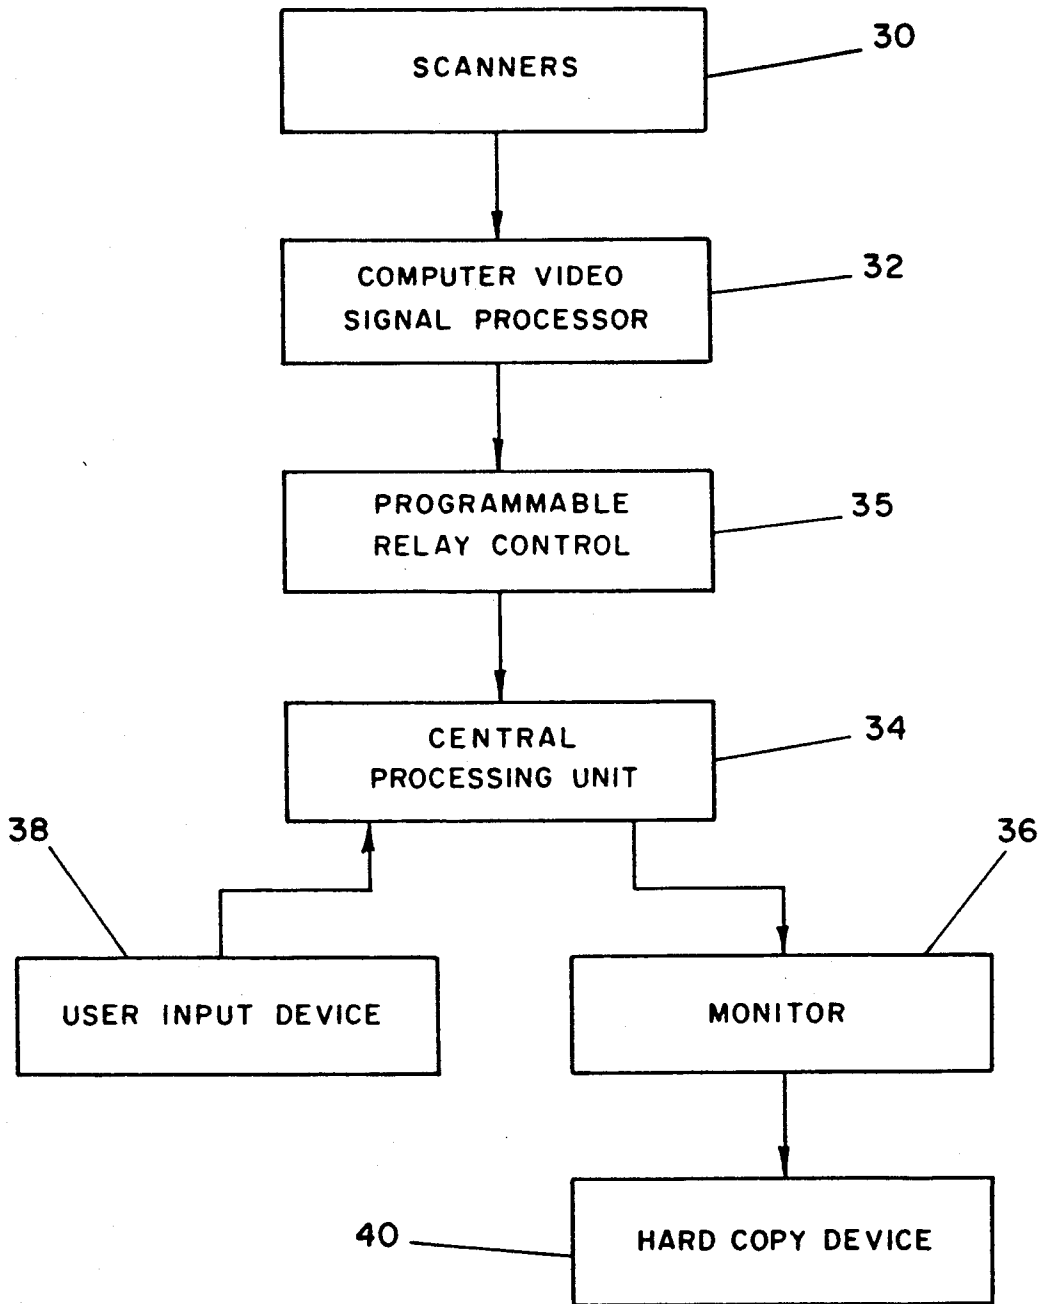 SCANNERS
30
COMPUTER VIDEO
SIGNAL PROCESSOR
32
PROGRAMMABLE
RELAY CONTROL
35
CENTRAL
PROCESSING UNIT
34
38
36
USER INPUT DEVICE
MONITOR
40
HARD COPY DEVICE